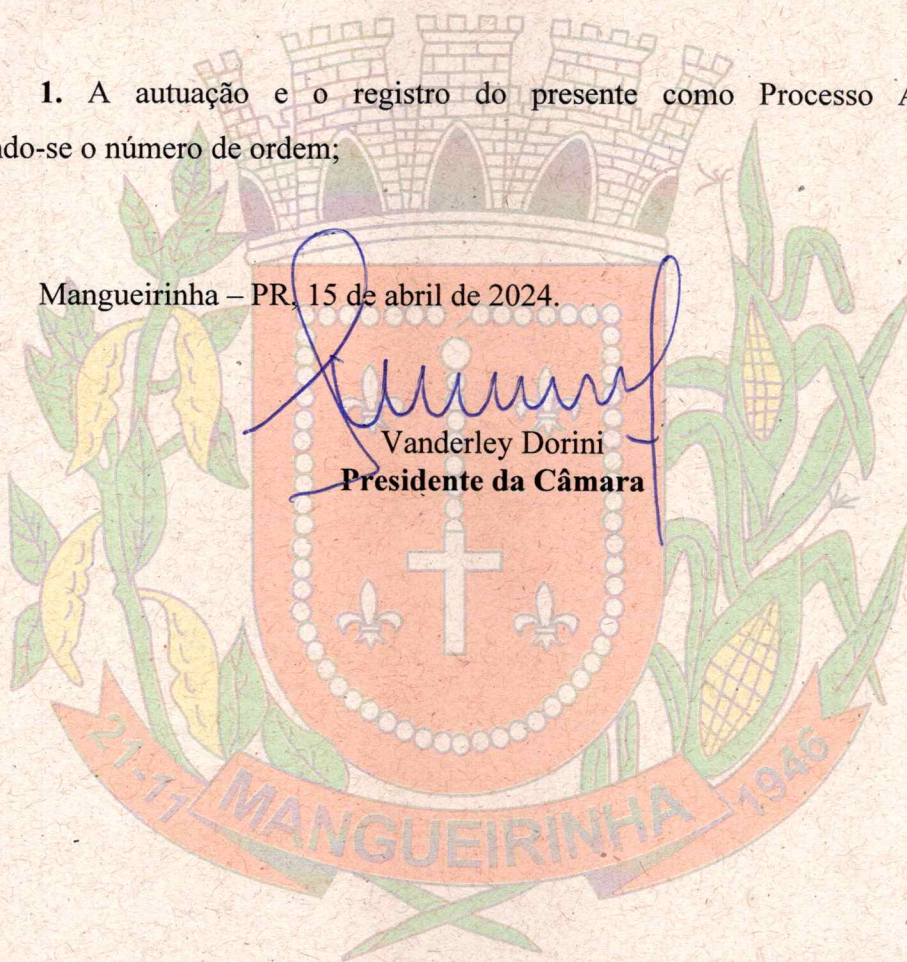 1. A autuação e o registro do presente como Processo A
ndo-se o número de ordem;
Mangueirinha – PR, 15 de abril de 2024.
Vanderley Dorini
Presidente da Câmara
21-11 MANGUEIRINHA 1946